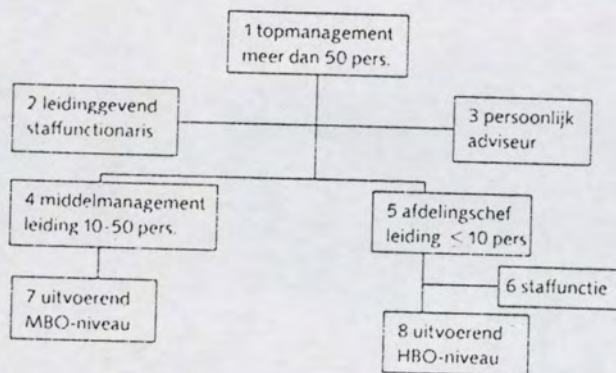 1 topmanagement
meer dan 50 pers.
2 leidinggevend
staffunctionaris
3 persoonlijk
adviseur
4 middelmanagement
leiding 10-50 pers.
5 afdelingschef
leiding ≤ 10 pers
6 staffunctie
7 uitvoerend
MBO-niveau
8 uitvoerend
HBO-niveau